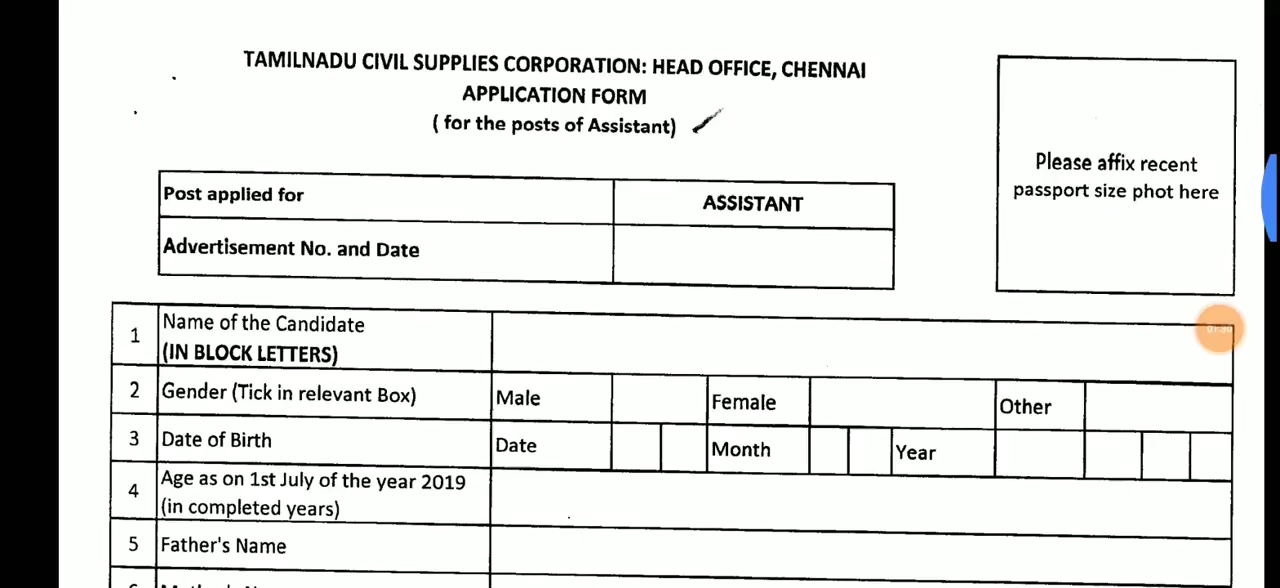 TAMILNADU CIVIL SUPPLIES CORPORATION: HEAD OFFICE, CHENNAI
APPLICATION FORM
( for the posts of Assistant)
Please affix recent
passport size phot here
Post applied for ASSISTANT
Advertisement No. and Date
1 Name of the Candidate
(IN BLOCK LETTERS)
2 Gender (Tick in relevant Box) Male Female Other
3 Date of Birth Date Month Year
4 Age as on 1st July of the year 2019
(in completed years)
5 Father's Name